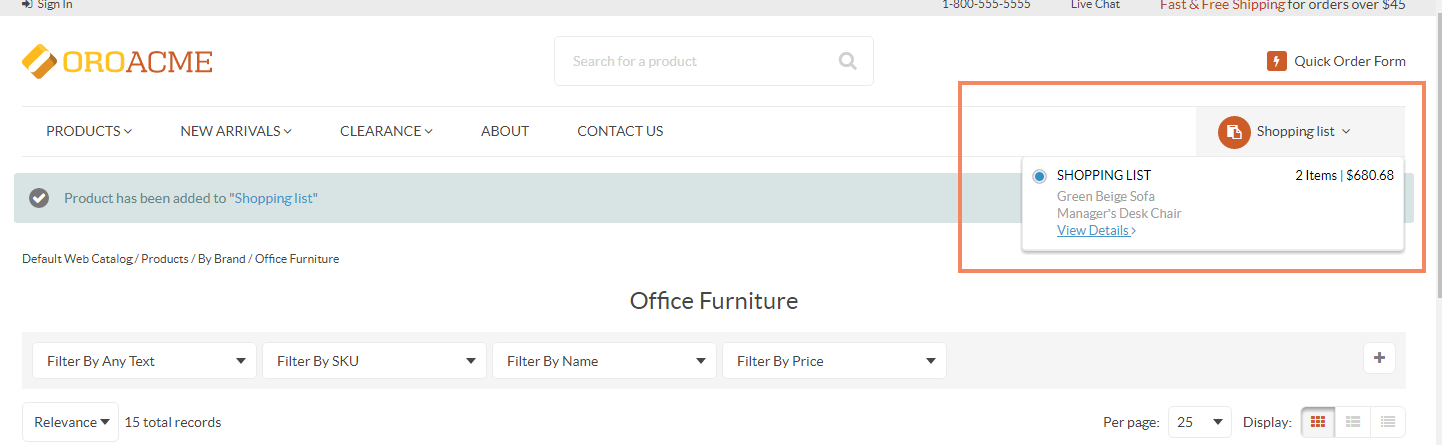 Sign In
1-800-555-5555 Live Chat Fast & Free Shipping for orders over $45
OROACME
Search for a product
Quick Order Form
PRODUCTS NEW ARRIVALS CLEARANCE ABOUT CONTACT US
Shopping list
Product has been added to "Shopping list"
SHOPPING LIST 2 Items | $680.68
Green Beige Sofa
Manager's Desk Chair
View Details
Default Web Catalog / Products / By Brand / Office Furniture
Office Furniture
Filter By Any Text Filter By SKU Filter By Name Filter By Price +
Relevance 15 total records Per page: 25 Display: